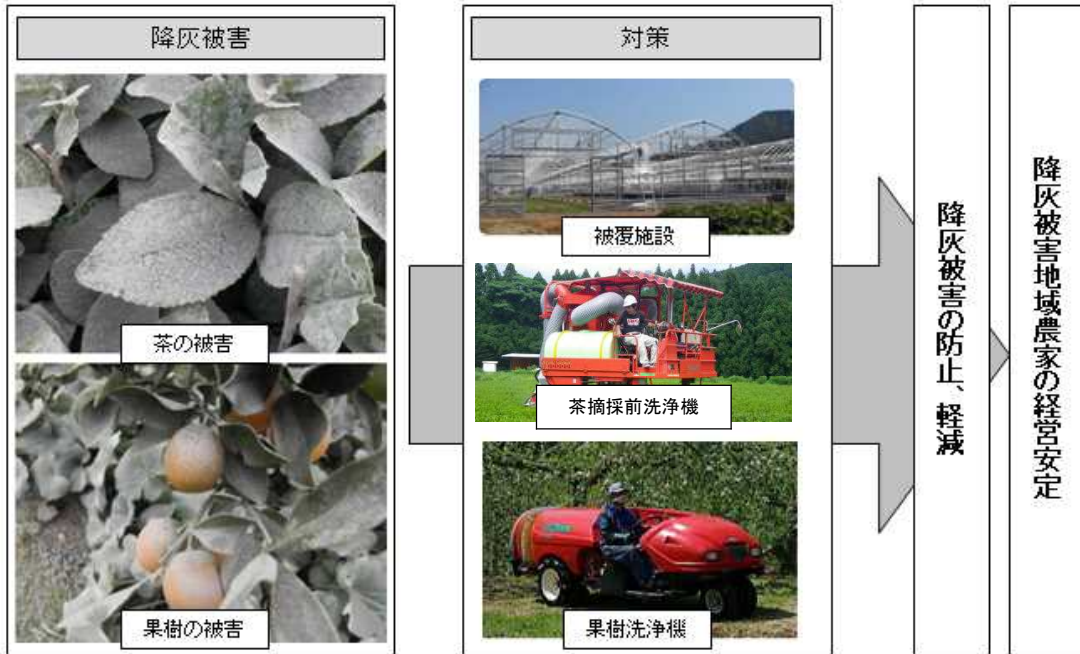 降灰被害
茶の被害
果樹の被害
対策
被覆施設
茶摘採前洗浄機
果樹洗浄機
降灰被害の防止、軽減
降灰被害地域農家の経営安定